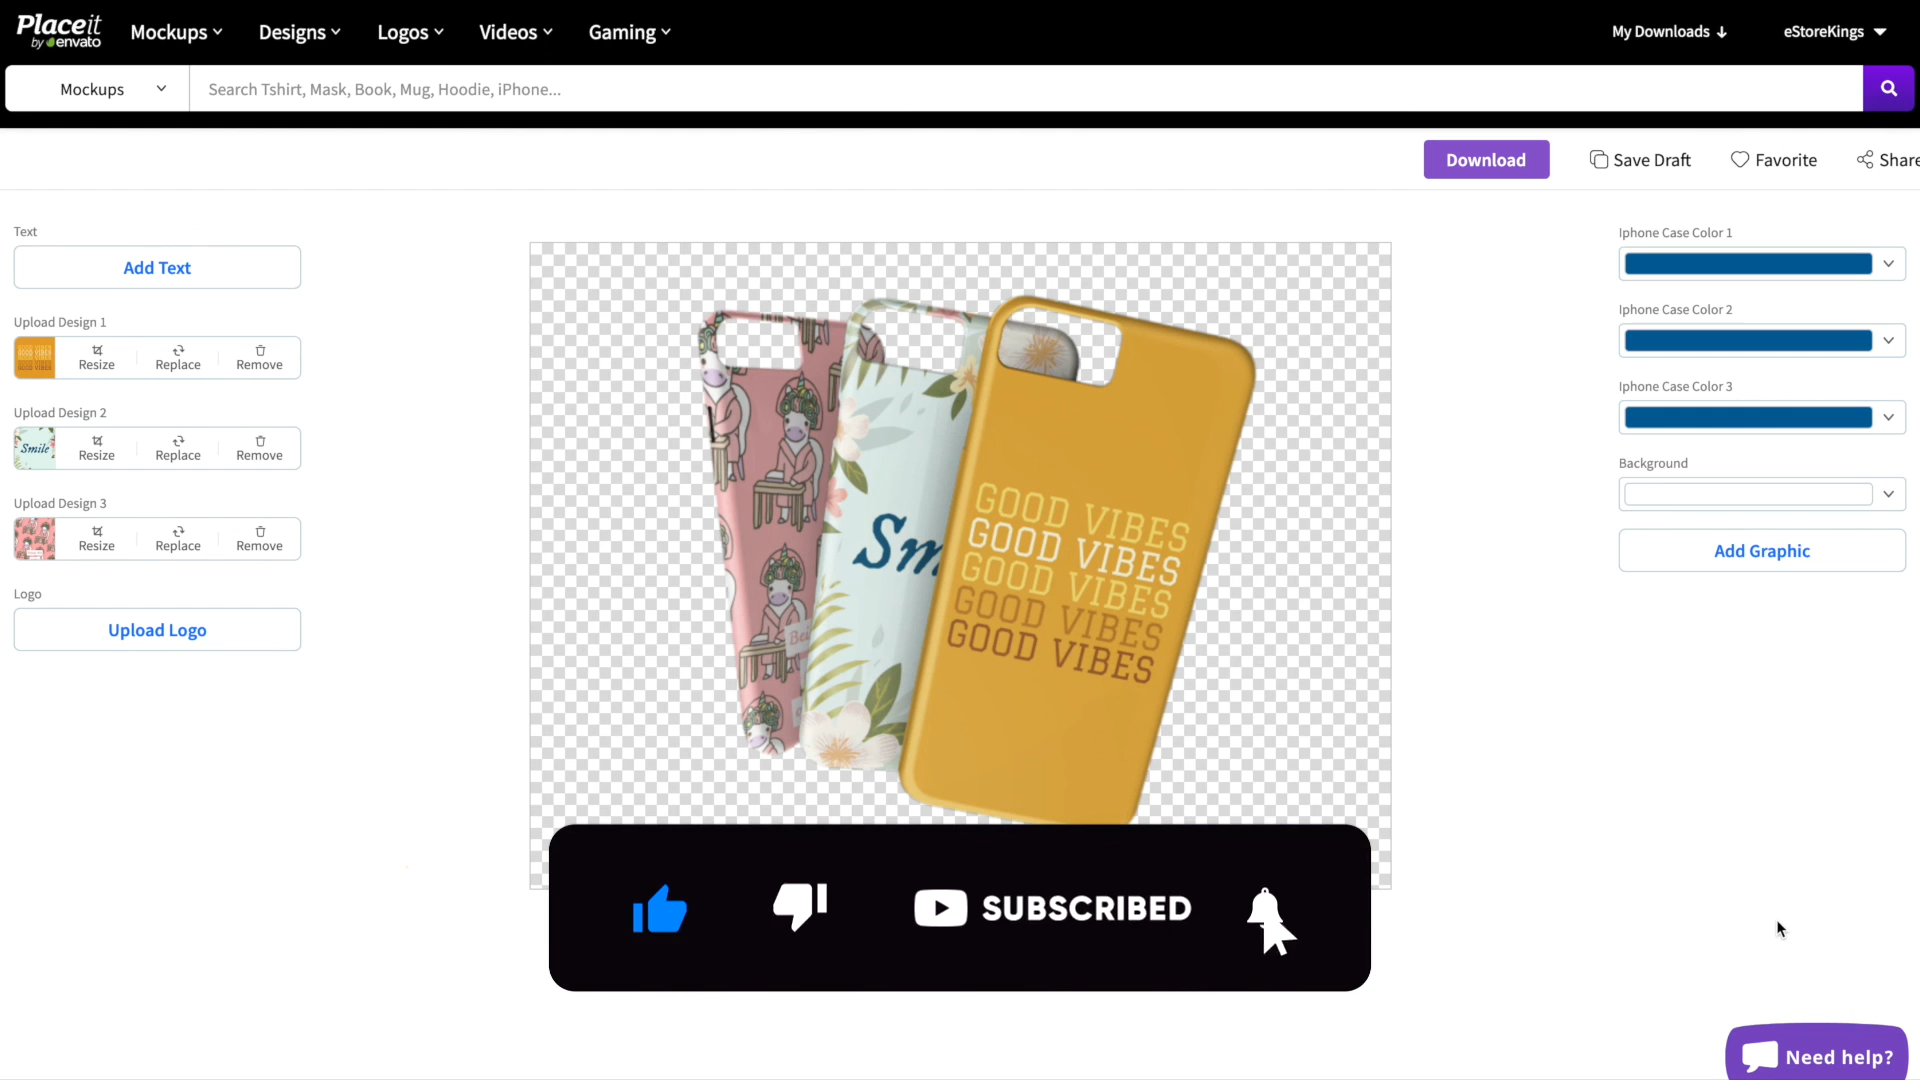 Placeit
by envato
Mockups
Designs
Logos
Videos
Gaming
My Downloads
eStoreKings
Mockups
Search Tshirt, Mask, Book, Mug, Hoodie, iPhone...
Download
Save Draft
Favorite
Share
Text
Add Text
Upload Design 1
Resize
Replace
Remove
Upload Design 2
Smile
Resize
Replace
Remove
Upload Design 3
Resize
Replace
Remove
Logo
Upload Logo
Sm
GOOD VIBES
GOOD VIBES
GOOD VIBES
GOOD VIBES
GOOD VIBES
Iphone Case Color 1
Iphone Case Color 2
Iphone Case Color 3
Background
Add Graphic
SUBSCRIBED
Need help?